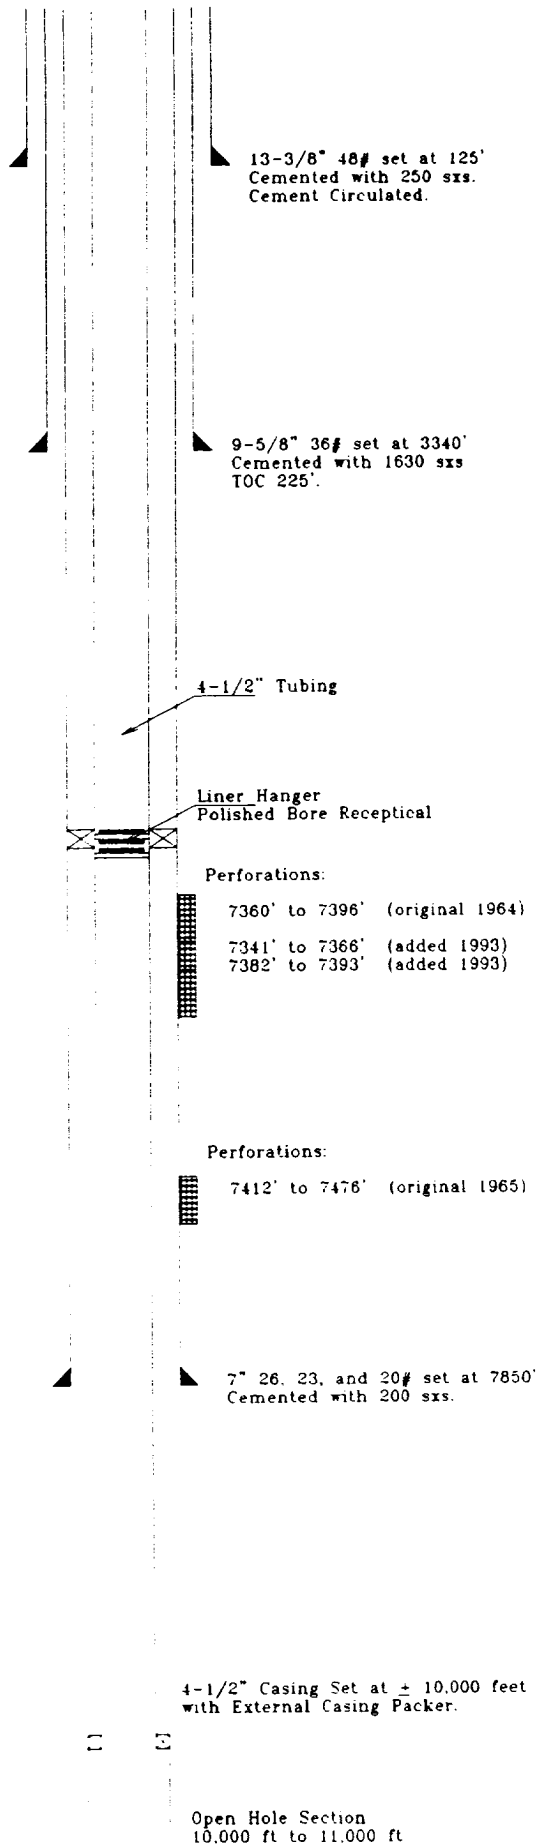 13-3/8" 48# set at 125'
Cemented with 250 sxs.
Cement Circulated.
9-5/8" 36# set at 3340'
Cemented with 1630 sxs
TOC 225'.
4-1/2" Tubing
Liner Hanger
Polished Bore Receptical
Perforations:
7360' to 7396' (original 1964)
7341' to 7366' (added 1993)
7382' to 7393' (added 1993)
Perforations:
7412' to 7476' (original 1965)
7" 26, 23, and 20# set at 7850'
Cemented with 200 sxs.
4-1/2" Casing Set at ± 10,000 feet
with External Casing Packer.
Open Hole Section
10,000 ft to 11,000 ft